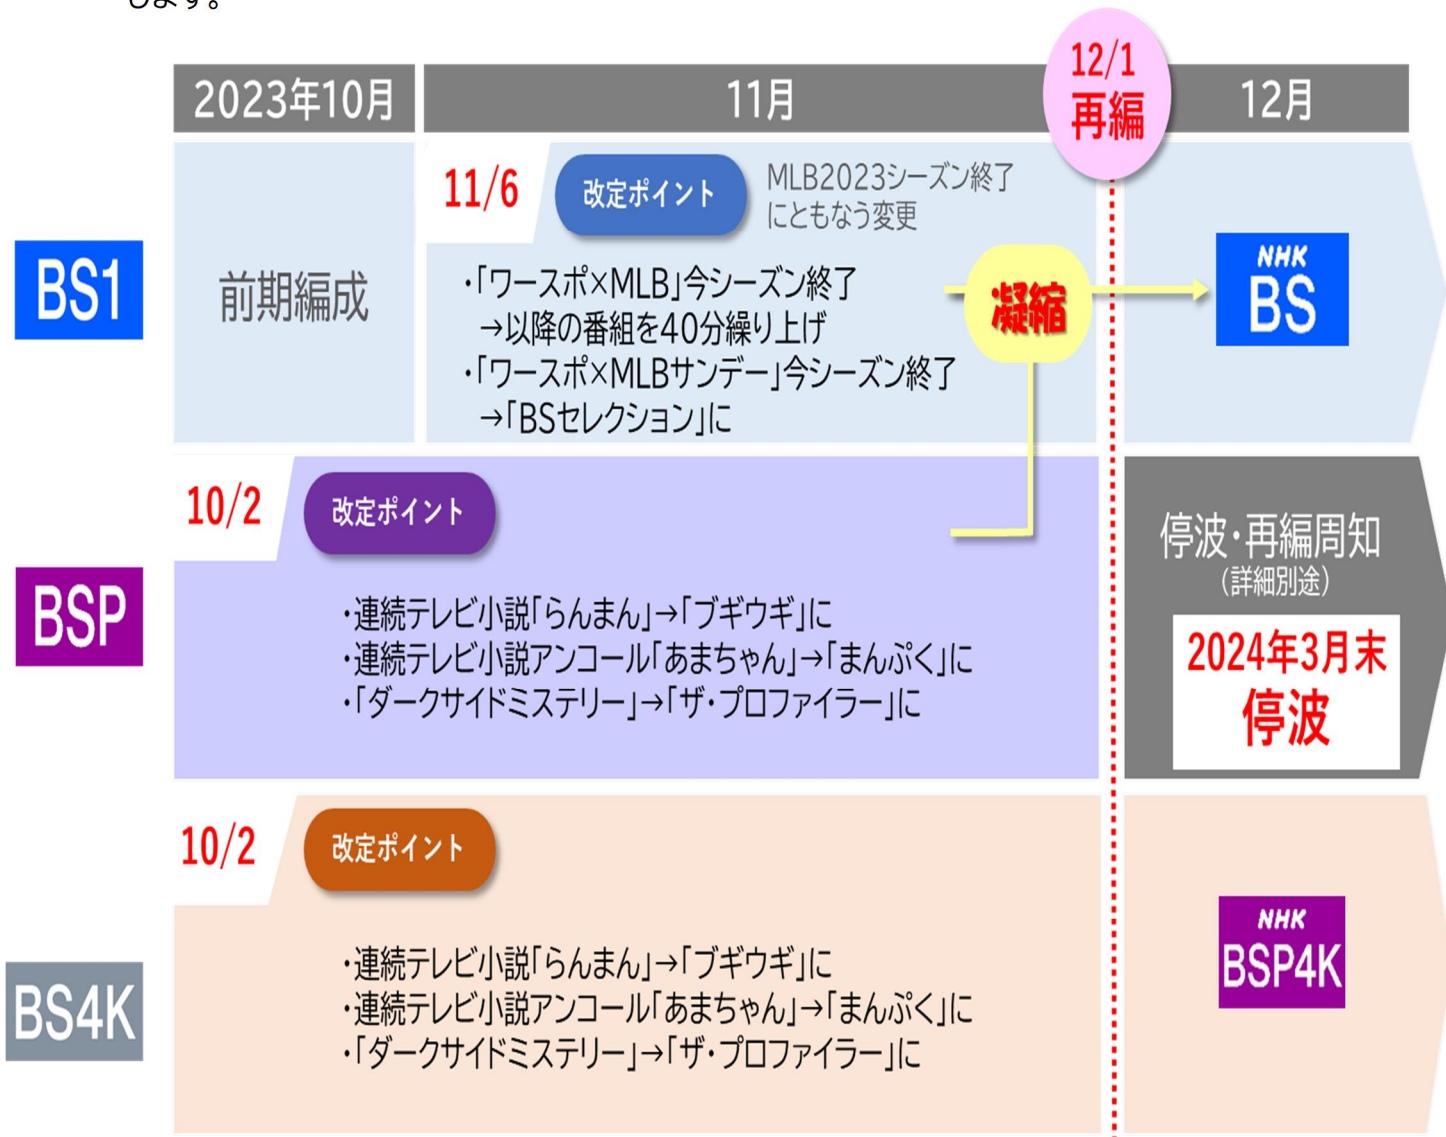 します。
2023年10月
11月
12/1
再編
12月
BS1
前期編成
11/6
改定ポイント
MLB2023シーズン終了
にともなう変更
・「ワースポ×MLB」今シーズン終了
→以降の番組を40分繰り上げ
・「ワースポ×MLBサンデー」今シーズン終了
→「BSセレクション」に
凝縮
NHK
BS
BSP
10/2
改定ポイント
・連続テレビ小説「らんまん」→「ブギウギ」に
・連続テレビ小説アンコール「あまちゃん」→「まんぷく」に
・「ダークサイドミステリー」→「ザ・プロファイラー」に
停波・再編周知
(詳細別途)
2024年3月末
停波
BS4K
10/2
改定ポイント
・連続テレビ小説「らんまん」→「ブギウギ」に
・連続テレビ小説アンコール「あまちゃん」→「まんぷく」に
・「ダークサイドミステリー」→「ザ・プロファイラー」に
NHK
BSP4K